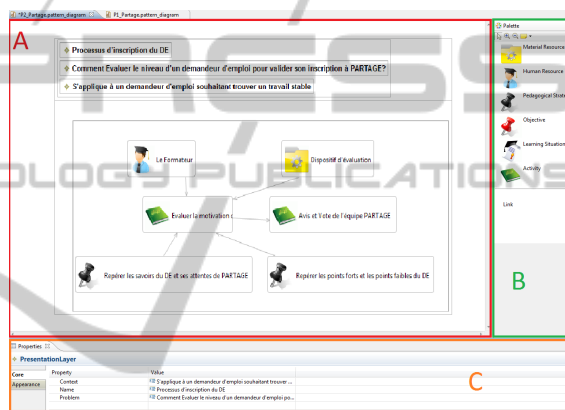 *P2_Partage.pattern_diagram
P1_Partage.pattern_diagram
A
Processus d'inscription du DE
Comment Evaluer le niveau d'un demandeur d'emploi pour valider son inscription à PARTAGE?
S'applique à un demandeur d'emploi souhaitant trouver un travail stable
Le Formateur
Dispositif d'évaluation
Evaluer la motivation
Avis et Vote de l'équipe PARTAGE
Repérer les savoirs du DE et ses attentes de PARTAGE
Repérer les points forts et les points faibles du DE
Palette
Material Resource
Human Resource
Pedagogical Strate
Objective
Learning Situation
Activity
Link
B
Properties
PresentationLayer
Core
Appearance
Property Value
Context S'applique à un demandeur d'emploi souhaitant trouver ...
Name Processus d'inscription du DE
Problem Comment Evaluer le niveau d'un demandeur d'emploi po...
C
PRESS
OLOGY PUBLICATIONS